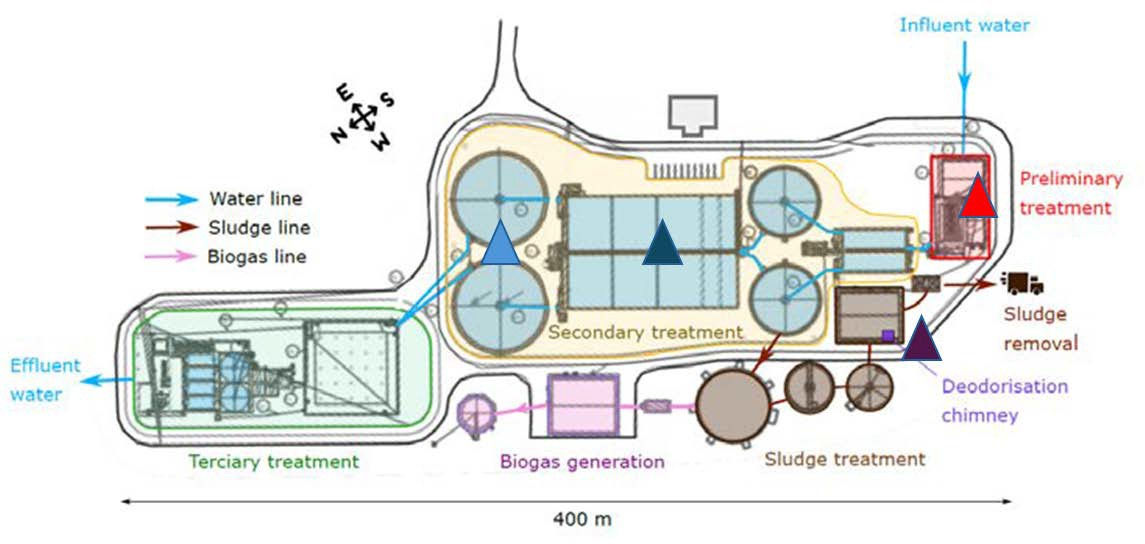 Influent water
E
S
N
W
Water line
Sludge line
Biogas line
Preliminary
treatment
Secondary treatment
Sludge
removal
Effluent
water
Deodorisation
chimney
Terciary treatment
Biogas generation
Sludge treatment
400 m